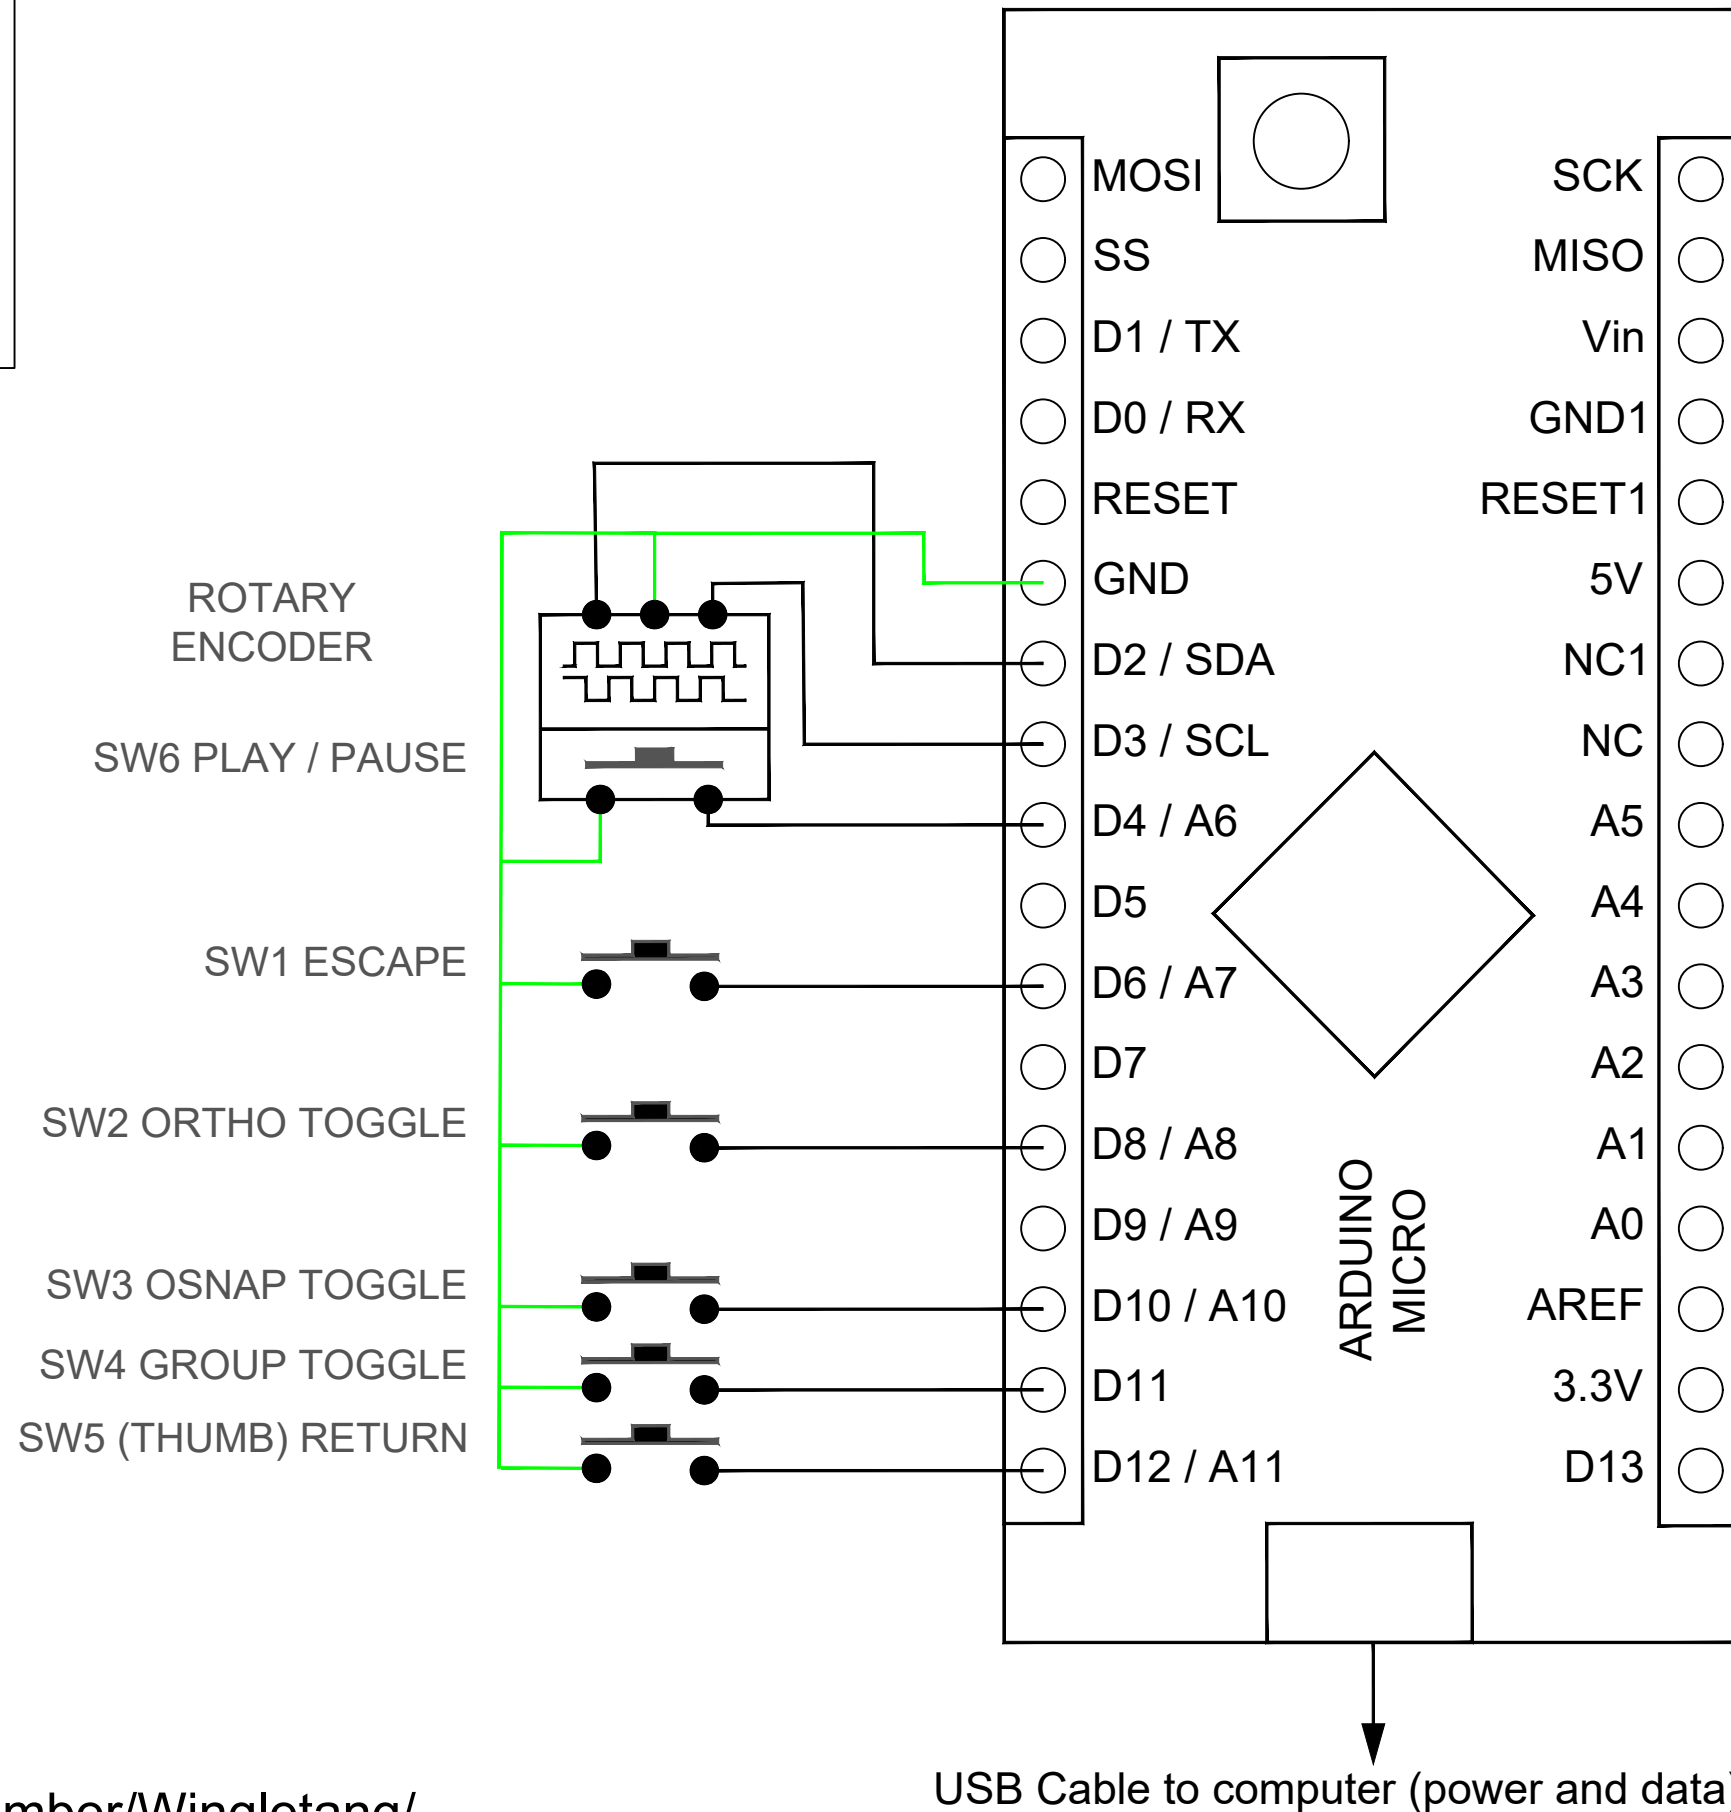 MOSI
SS
D1 / TX
D0 / RX
RESET
GND
D2 / SDA
D3 / SCL
D4 / A6
D5
D6 / A7
D7
D8 / A8
D9 / A9
D10 / A10
D11
D12 / A11
SCK
MISO
Vin
GND1
RESET1
5V
NC1
NC
A5
A4
A3
A2
A1
A0
AREF
3.3V
D13
ARDUINO
MICRO
ROTARY
ENCODER
SW6 PLAY / PAUSE
SW1 ESCAPE
SW2 ORTHO TOGGLE
SW3 OSNAP TOGGLE
SW4 GROUP TOGGLE
SW5 (THUMB) RETURN
USB Cable to computer (power and data)